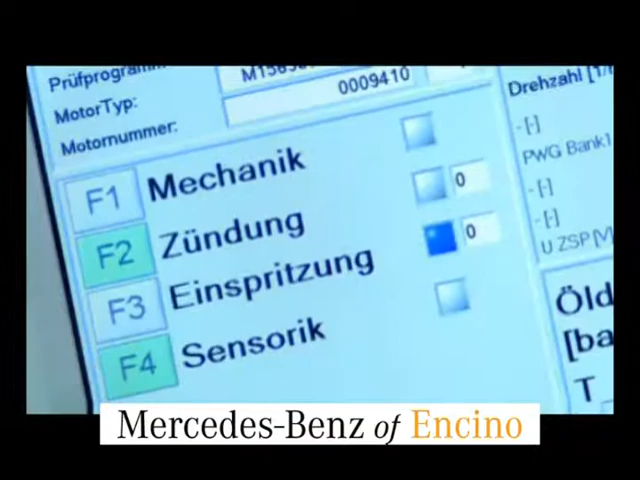 Prüfprogramm
MotorTyp:
Motornummer:
0009410
F1 Mechanik
F2 Zündung 0
F3 Einspritzung 0
F4 Sensorik
Drehzahl
-[-]
PWG Bank1
-[-]
-[-]
U ZSP [V]
Öld
[ba
T
Mercedes-Benz of Encino